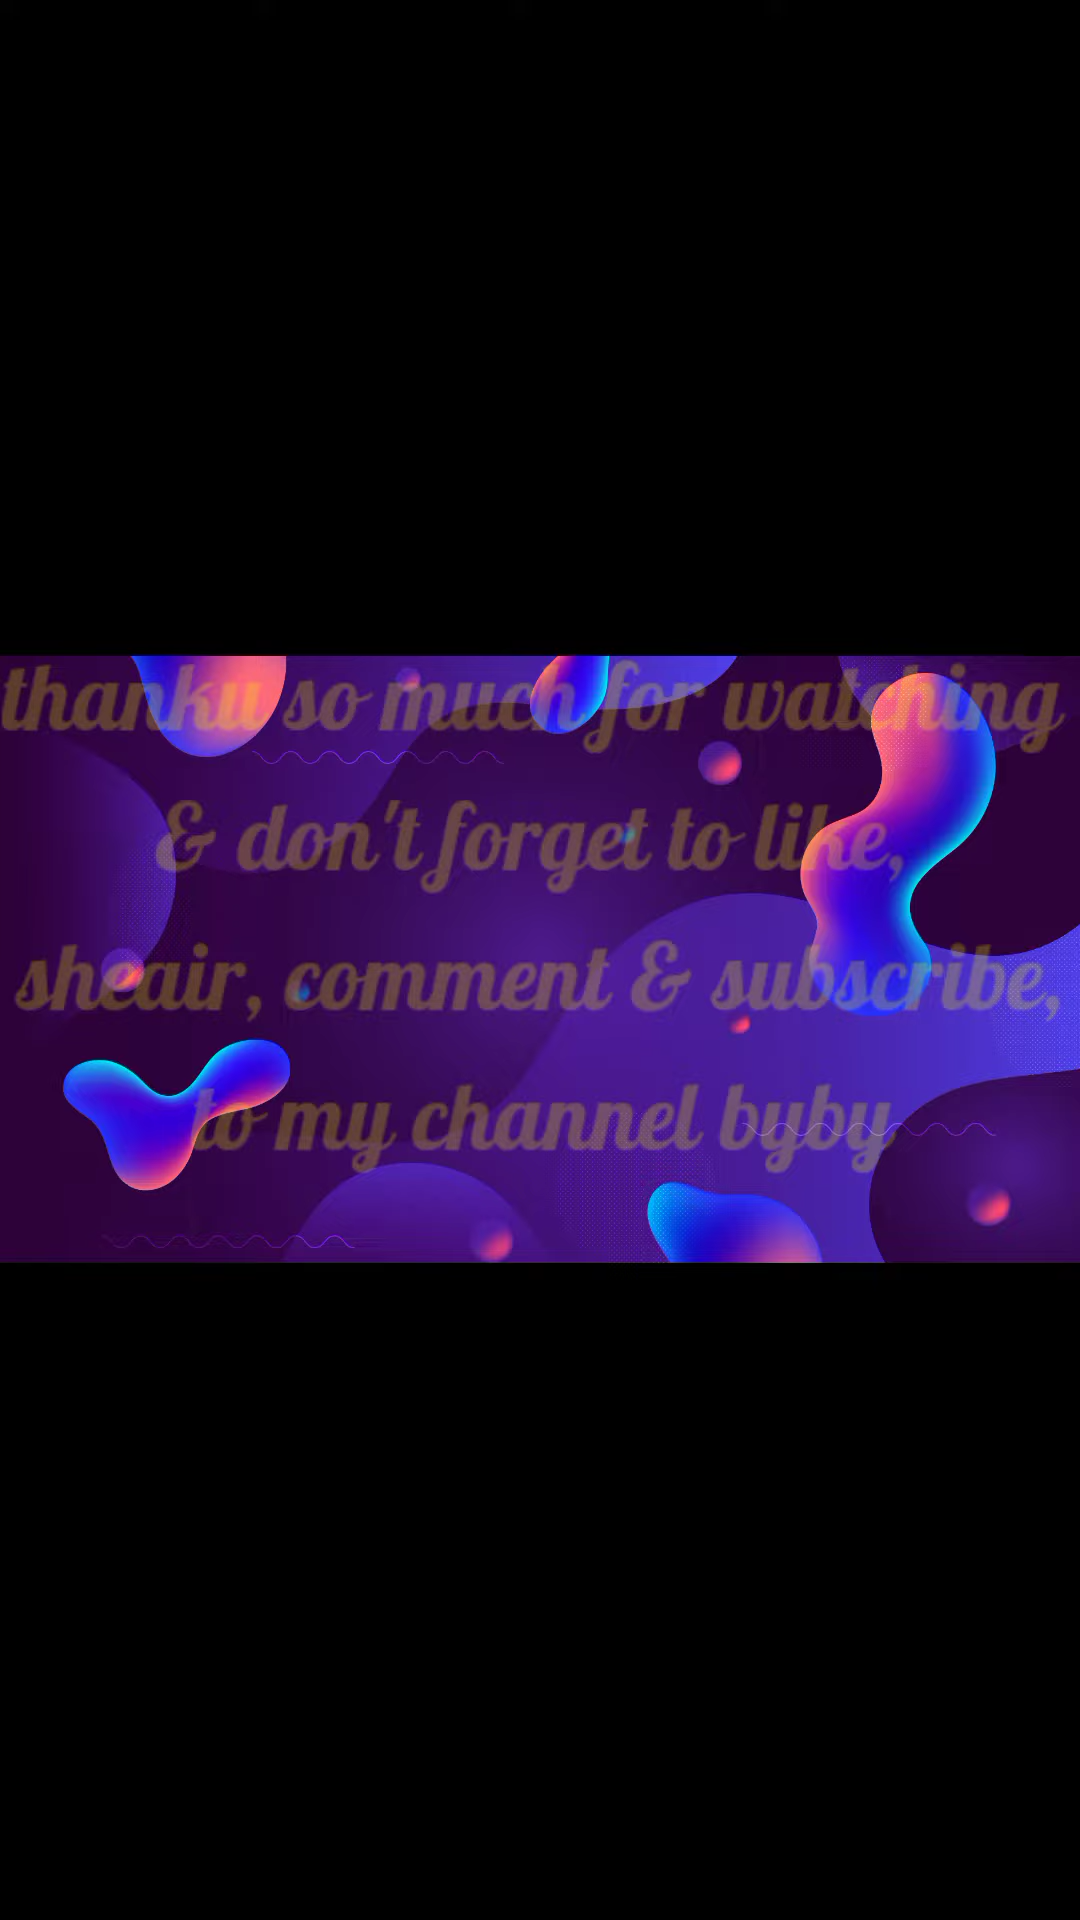 thanku so much for watching
& don't forget to like,
sheair, comment & subscribe,
to my channel byby